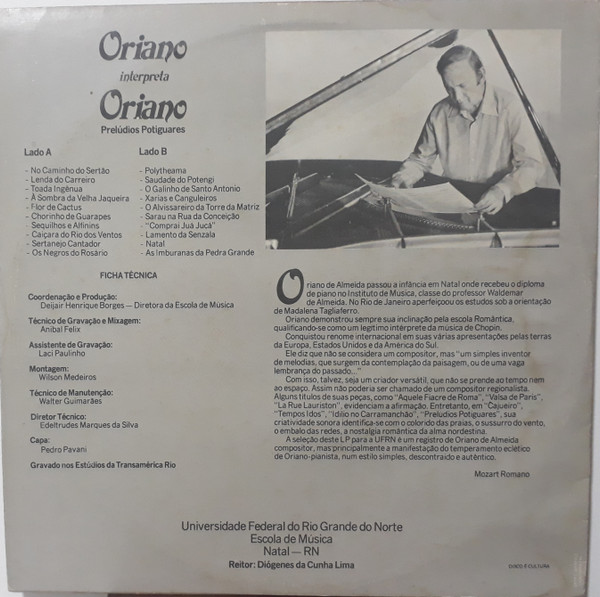 Oriano
interpreta
Oriano
Prelúdios Potiguares
Lado A
- No Caminho do Sertão
- Lenda do Carreiro
- Toada Ingênua
- À Sombra da Velha Jaqueira
- Flor de Cactus
- Chorinho de Guarapes
- Sequilhos e Alfinins
- Caiçara do Rio dos Ventos
- Sertanejo Cantador
- Os Negros do Rosário
Lado B
- Polytheama
- Saudade do Potengi
- O Galinho de Santo Antonio
- Xarias e Canguleiros
- O Alvissareiro da Torre da Matriz
- Sarau na Rua da Conceição
- "Comprai Juá Jucá"
- Lamento da Senzala
- Natal
- As Imburanas da Pedra Grande
FICHA TÉCNICA
Coordenação e Produção:
Deijair Henrique Borges — Diretora da Escola de Música
Técnico de Gravação e Mixagem:
Anibal Felix
Assistente de Gravação:
Laci Paulinho
Montagem:
Wilson Medeiros
Técnico de Manutenção:
Walter Guimarães
Diretor Técnico:
Edeltrudes Marques da Silva
Capa:
Pedro Pavani
Gravado nos Estúdios da Transamérica Rio
Oriano de Almeida passou a infância em Natal onde recebeu o diploma
de piano no Instituto de Música, classe do professor Waldemar
de Almeida. No Rio de Janeiro aperfeiçoou os estudos sob a orientação
de Madalena Tagliaferro.
Oriano demonstrou sempre sua inclinação pela escola Romântica,
qualificando-se como um legítimo intérprete da música de Chopin.
Conquistou renome internacional em suas várias apresentações pelas terras
da Europa, Estados Unidos e da América do Sul.
Ele diz que não se considera um compositor, mas "um simples inventor
de melodias, que surgem da contemplação da paisagem, ou de uma vaga
lembrança do passado..."
Com isso, talvez, seja um criador versátil, que não se prende ao tempo nem
ao espaço. Assim não poderia ser chamado de um compositor regionalista.
Alguns títulos de suas peças, como "Aquele Fiacre de Roma", "Valsa de Paris",
"La Rue Lauriston", evidenciam a afirmação. Entretanto, em "Cajueiro",
"Tempos Idos", "Idílio no Carramanchão", "Prelúdios Potiguares", sua
criatividade sonora identifica-se com o colorido das praias, o sussurro do vento,
o embalo das redes, a nostalgia romântica da alma nordestina.
A seleção deste LP para a UFRN é um registro de Oriano de Almeida
compositor, mas principalmente a manifestação do temperamento eclético
de Oriano-pianista, num estilo simples, descontraído e autêntico.
Mozart Romano
Universidade Federal do Rio Grande do Norte
Escola de Música
Natal — RN
Reitor: Diógenes da Cunha Lima